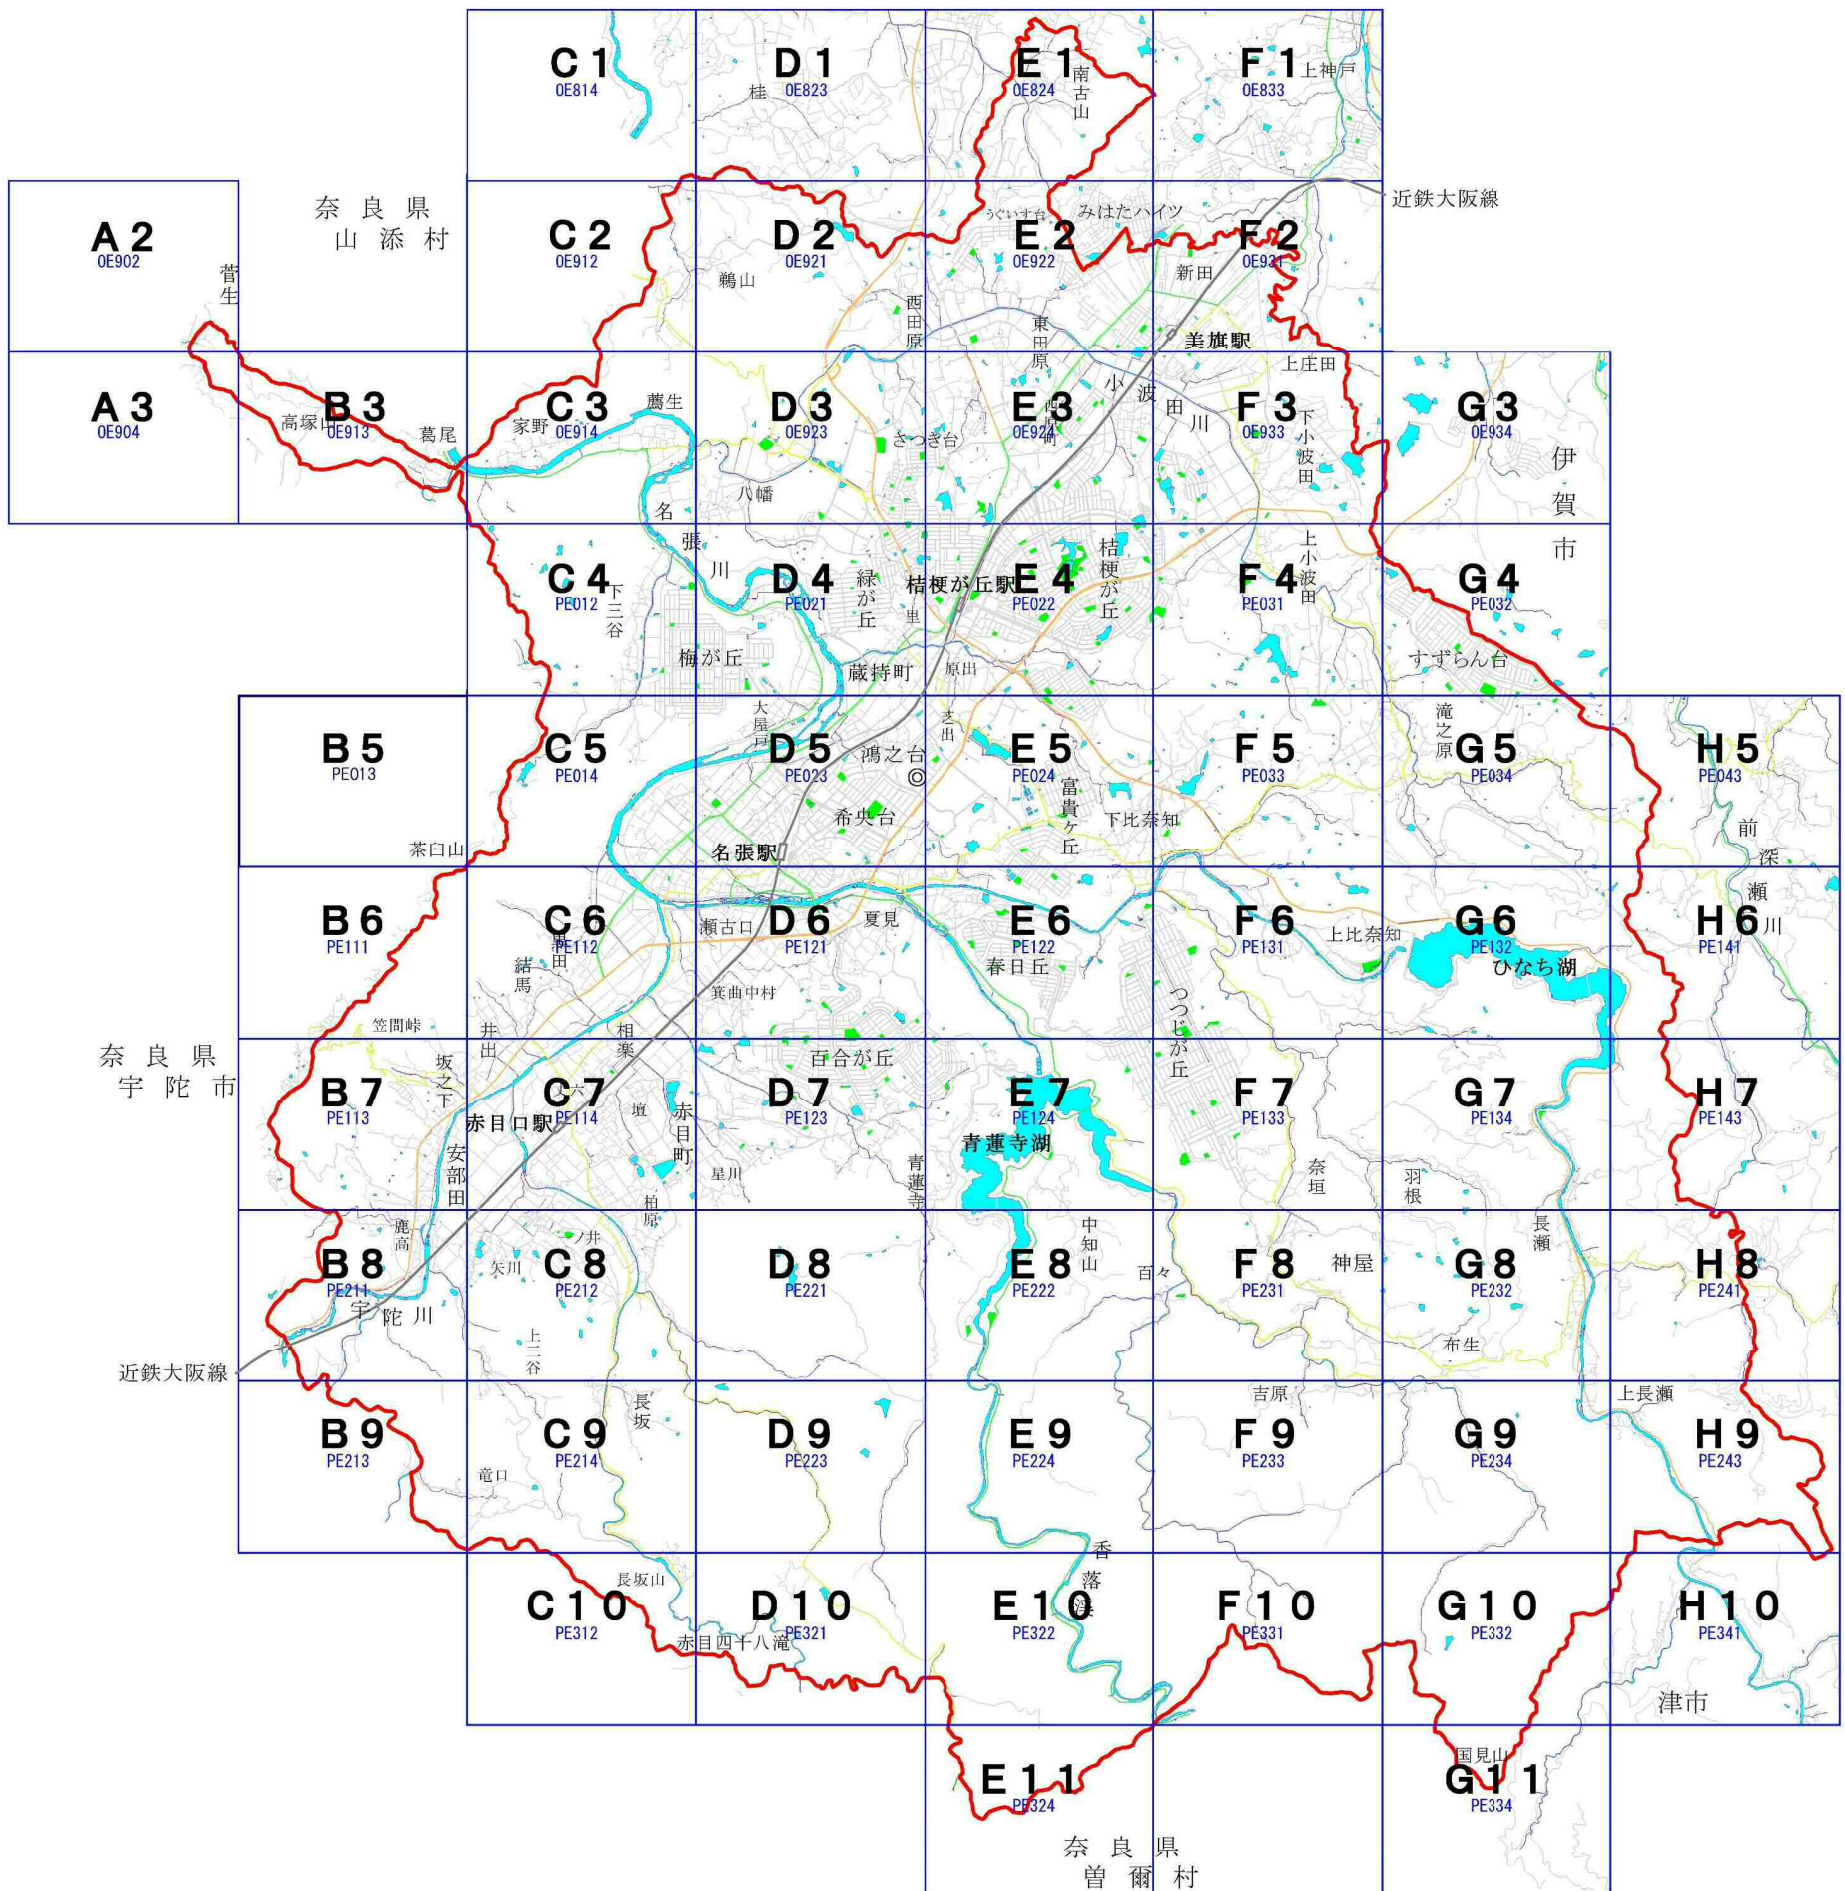 C1
0E814
D1
0E823
桂
E1
0E824
南古山
F1
0E833
上神戸
近鉄大阪線
奈良県
山添村
A2
0E902
菅生
C2
0E912
D2
0E921
鵜山
西田原
うぐいす台
みはたハイツ
E2
0E922
東田原
F2
0E931
新田
美旗駅
上庄田
A3
0E904
B3
0E913
高塚山
葛尾
C3
0E914
家野
薦生
D3
0E923
さつき台
八幡
E3
0E924
西原町
小波田川
F3
0E933
下小波田
G3
0E934
伊賀市
名張川
C4
PE012
下三谷
梅が丘
D4
PE021
緑が丘
里
蔵持町
桔梗が丘駅
E4
PE022
桔梗が丘
原出
F4
PE031
上小波田
G4
PE032
すずらん台
B5
PE013
茶臼山
C5
PE014
大屋戸
D5
PE023
鴻之台
希央台
名張駅
芝出
E5
PE024
富貴ヶ丘
下比奈知
F5
PE033
滝之原
G5
PE034
H5
PE043
前深瀬川
B6
PE111
笠間峠
C6
PE112
黒田
結馬
瀬古口
D6
PE121
夏見
箕曲中村
E6
PE122
春日丘
つつじが丘
F6
PE131
上比奈知
G6
PE132
ひなち湖
H6
PE141
奈良県
宇陀市
B7
PE113
坂之下
井出
相楽
安部田
C7
PE114
六
赤目口駅
壇
赤目町
D7
PE123
百合が丘
星川
青蓮寺
E7
PE124
青蓮寺湖
F7
PE133
奈垣
G7
PE134
羽根
H7
PE143
B8
PE211
鹿高
宇陀川
近鉄大阪線
C8
PE212
一ノ井
矢川
柏原
上三谷
D8
PE221
E8
PE222
中知山
百々
F8
PE231
神屋
G8
PE232
長瀬
布生
H8
PE241
B9
PE213
C9
PE214
長坂
竜口
D9
PE223
E9
PE224
香落渓
F9
PE233
吉原
G9
PE234
H9
PE243
上長瀬
C10
PE312
長坂山
D10
PE321
赤目四十八滝
E10
PE322
F10
PE331
G10
PE332
H10
PE341
津市
E11
PE324
国見山
G11
PE334
奈良県
曽爾村